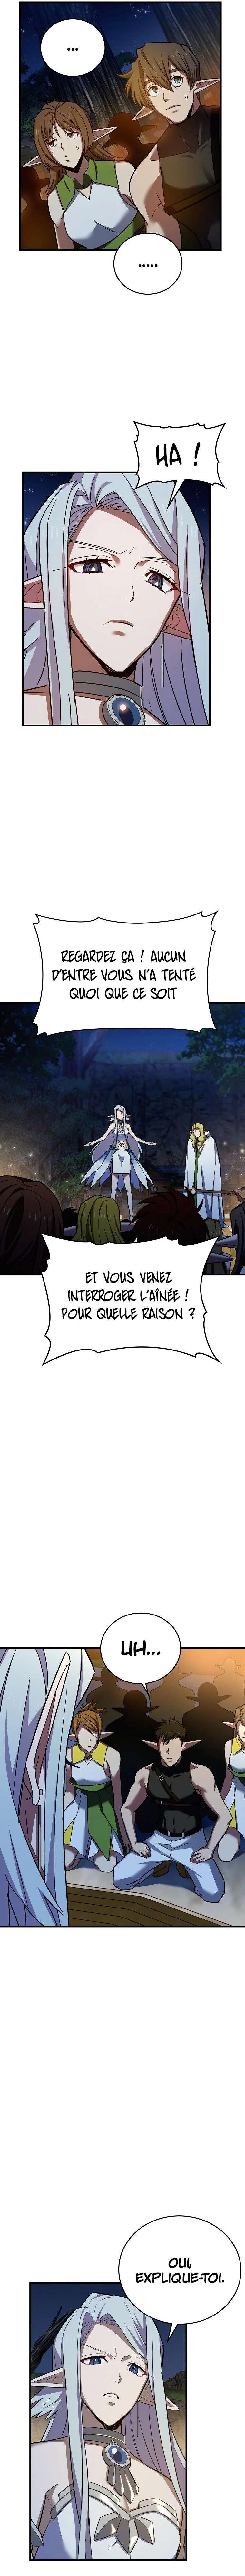 ...
.....
HA !
REGARDEZ ÇA ! AUCUN
D'ENTRE VOUS N'A TENTÉ
QUOI QUE CE SOIT
ET VOUS VENEZ
INTERROGER L'AÎNÉE !
POUR QUELLE RAISON ?
UH...
OUI,
EXPLIQUE-TOI.